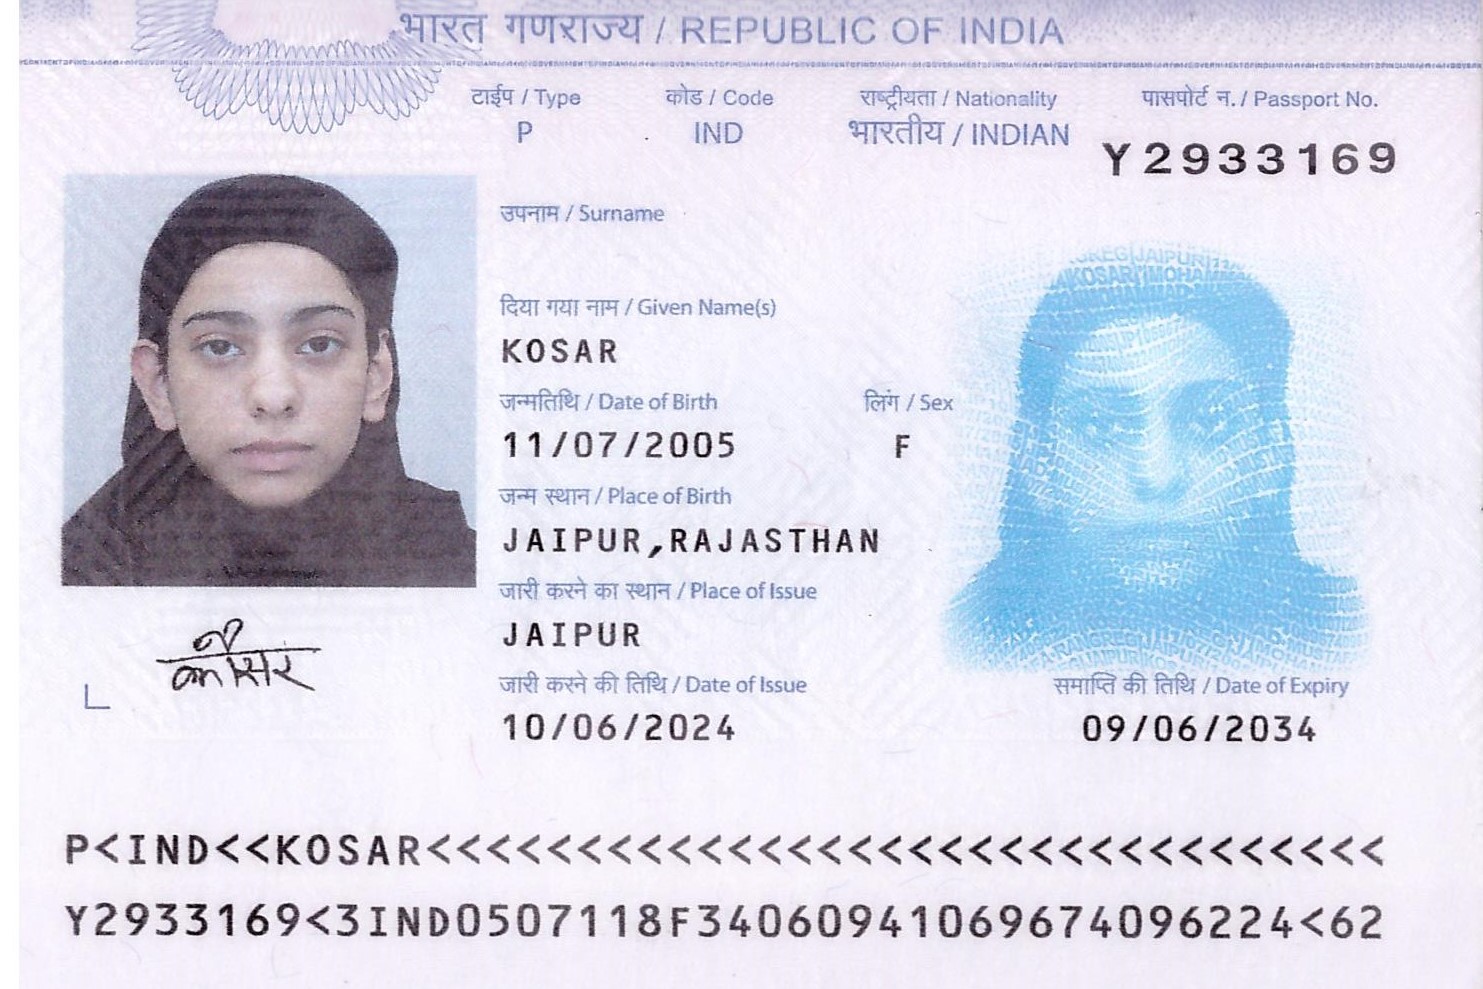 भारत गणराज्य / REPUBLIC OF INDIA
टाईप / Type कोड / Code राष्ट्रीयता / Nationality पासपोर्ट न. / Passport No.
P IND भारतीय / INDIAN Y2933169
उपनाम / Surname
दिया गया नाम / Given Name(s)
KOSAR
जन्मतिथि / Date of Birth लिंग / Sex
11/07/2005 F
जन्म स्थान / Place of Birth
JAIPUR,RAJASTHAN
जारी करने का स्थान / Place of Issue
JAIPUR
कौसर
जारी करने की तिथि / Date of Issue समाप्ति की तिथि / Date of Expiry
10/06/2024 09/06/2034
P<IND<<KOSAR<<<<<<<<<<<<<<<<<<<<<<<<<<<<<<<<
Y2933169<3IND0507118F34060941069674096224<62